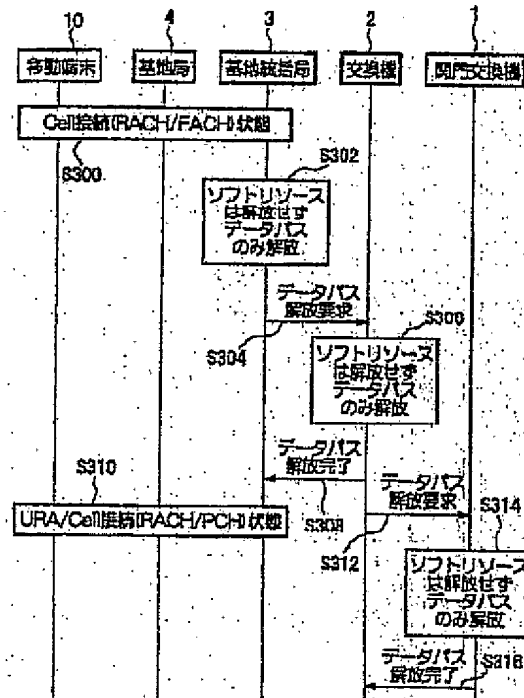 10
4
3
2
1
移動端末
基地局
基地統括局
交換機
関門交換機
Cell接続(RACH/FACH)状態
S300
S302
ソフトリソース
は解放せず
データパス
のみ解放
データパス
解放要求
S304
S306
ソフトリソース
は解放せず
データパス
のみ解放
データパス
解放完了
S308
S310
URA/Cell接続(RACH/PCH)状態
データパス
解放要求
S312
S314
ソフトリソース
は解放せず
データパス
のみ解放
データパス
解放完了
S316